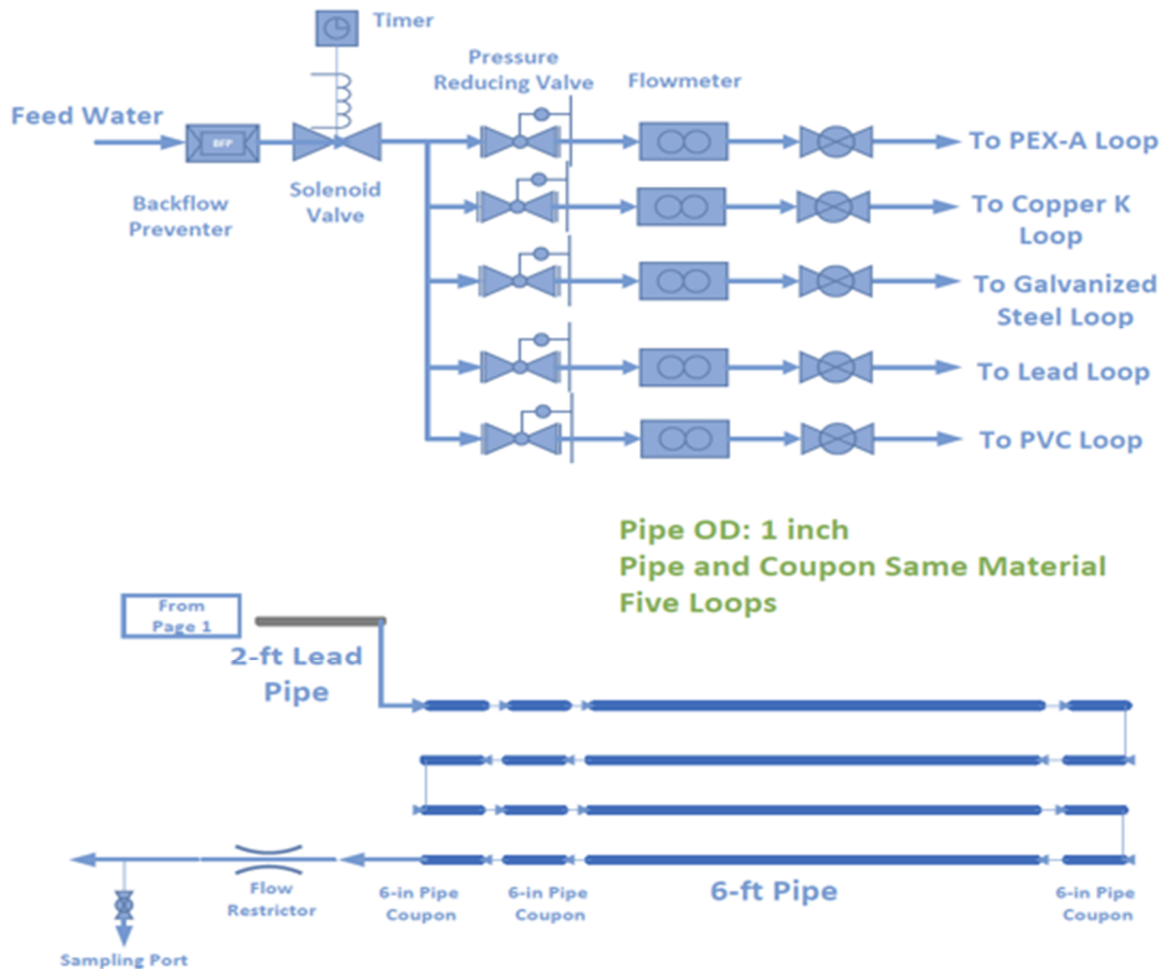 Timer
Pressure
Reducing Valve
Flowmeter
Feed Water
BFP
Backflow
Preventer
Solenoid
Valve
To PEX-A Loop
To Copper K
Loop
To Galvanized
Steel Loop
To Lead Loop
To PVC Loop
Pipe OD: 1 inch
Pipe and Coupon Same Material
Five Loops
From
Page 1
2-ft Lead
Pipe
Flow
Restrictor
6-in Pipe
Coupon
6-in Pipe
Coupon
6-ft Pipe
6-in Pipe
Coupon
Sampling Port